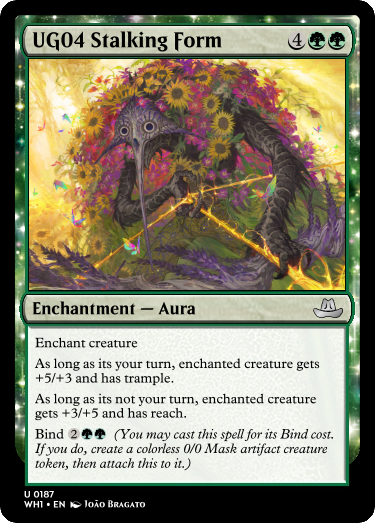 UG04 Stalking Form 4
Enchantment — Aura
Enchant creature
As long as its your turn, enchanted creature gets
+5/+3 and has trample.
As long as its not your turn, enchanted creature
gets +3/+5 and has reach.
Bind 2 (You may cast this spell for its Bind cost.
If you do, create a colorless 0/0 Mask artifact creature
token, then attach this to it.)
U 0187
WH1 • EN João Bragato